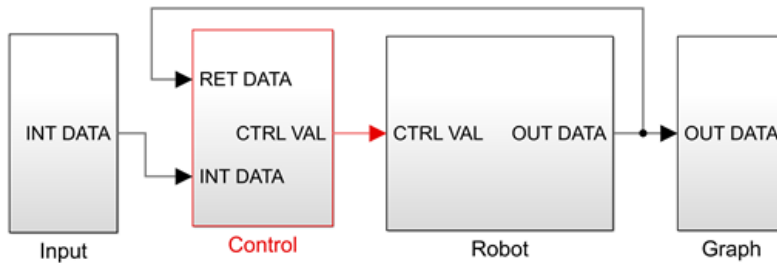 RET DATA
INT DATA
CTRL VAL
CTRL VAL
OUT DATA
OUT DATA
INT DATA
Input
Control
Robot
Graph